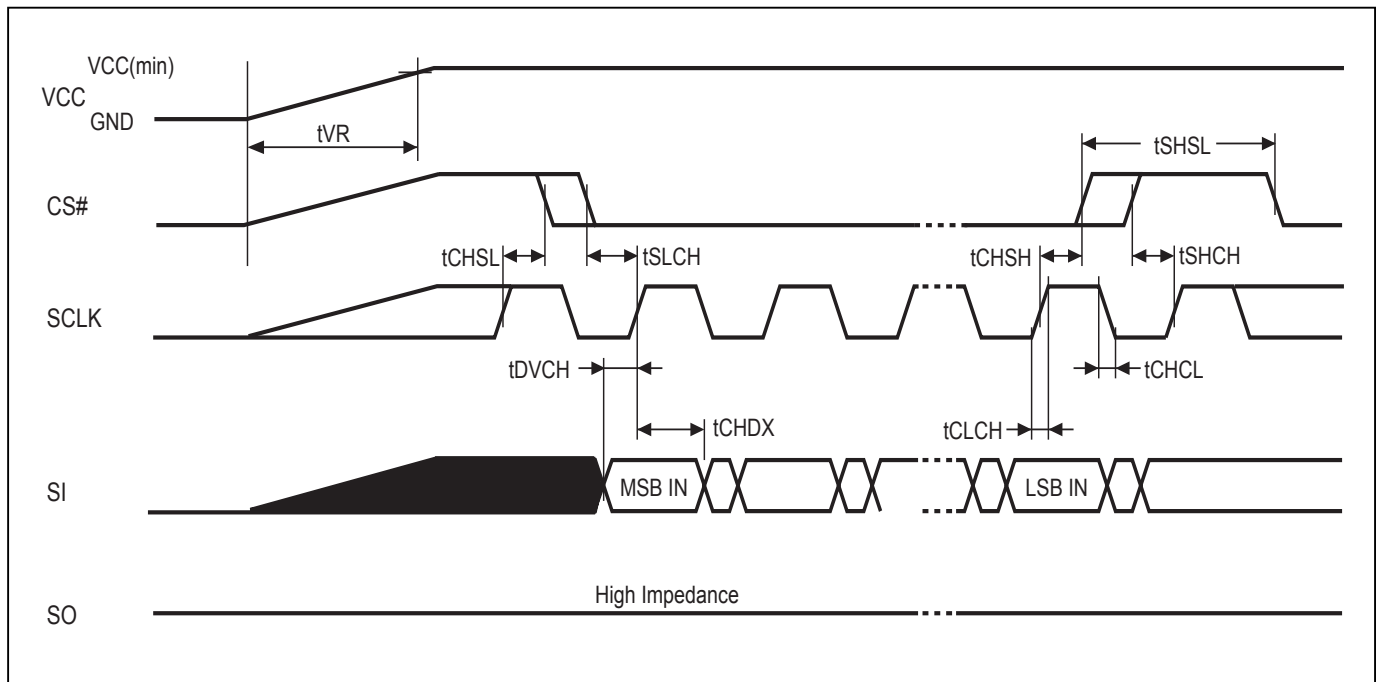 VCC(min)
VCC
GND
tVR
tSHSL
CS#
tCHSL
tSLCH
tCHSH
tSHCH
SCLK
tDVCH
tCHCL
tCHDX
tCLCH
SI
MSB IN
LSB IN
High Impedance
SO